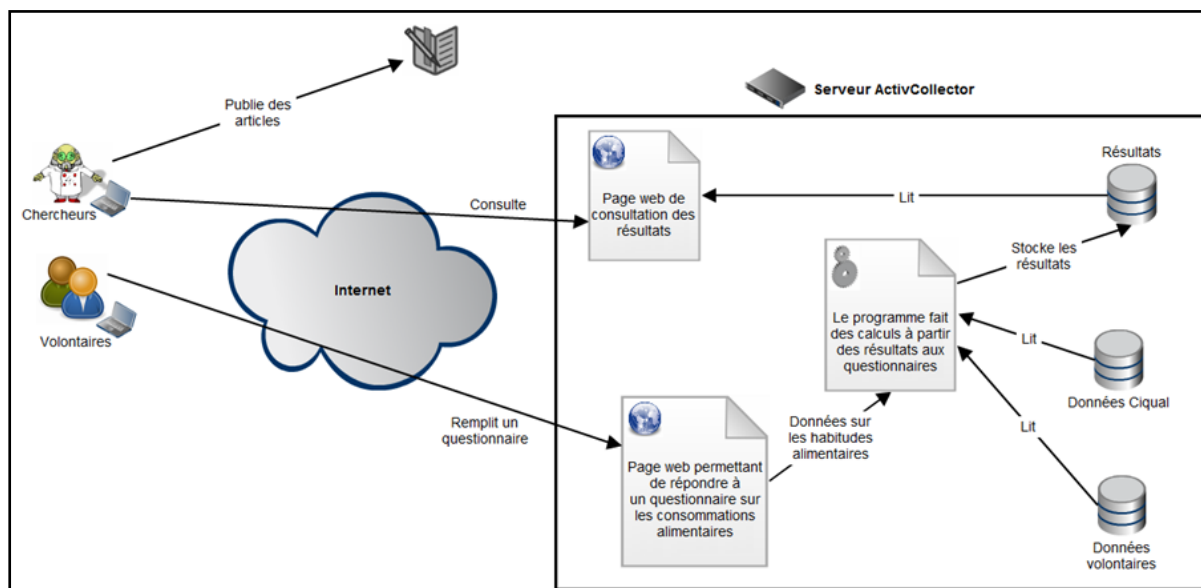 Publie des
articles
Serveur ActivCollector
Chercheurs
Consulte
Page web de
consultation des
résultats
Lit
Résultats
Stocke les
résultats
Volontaires
Internet
Le programme fait
des calculs à partir
des résultats aux
questionnaires
Lit
Données Ciqual
Remplit un
questionnaire
Données sur
les habitudes
alimentaires
Lit
Page web permettant
de répondre à
un questionnaire sur
les consommations
alimentaires
Données
volontaires